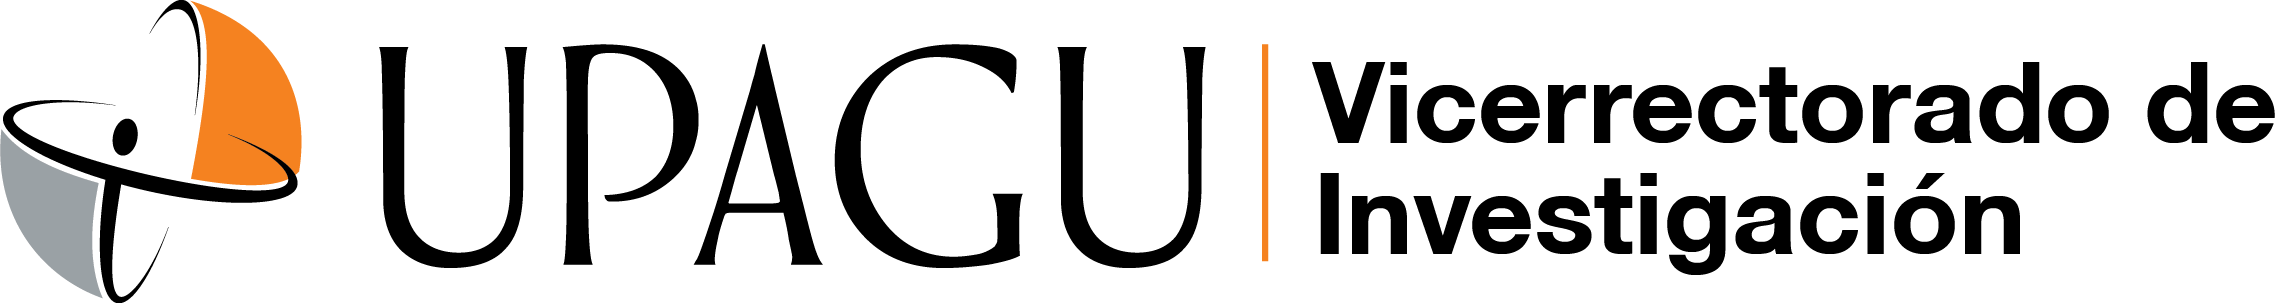 UPAGU
Vicerrectorado de
Investigación